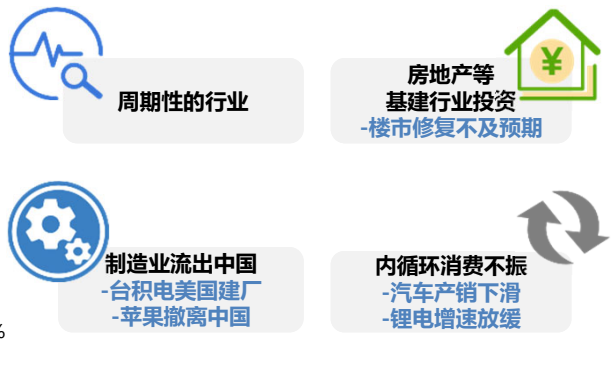 周期性的行业
¥
房地产等
基建行业投资
-楼市修复不及预期
制造业流出中国
-台积电美国建厂
-苹果撤离中国
内循环消费不振
-汽车产销下滑
-锂电增速放缓
%